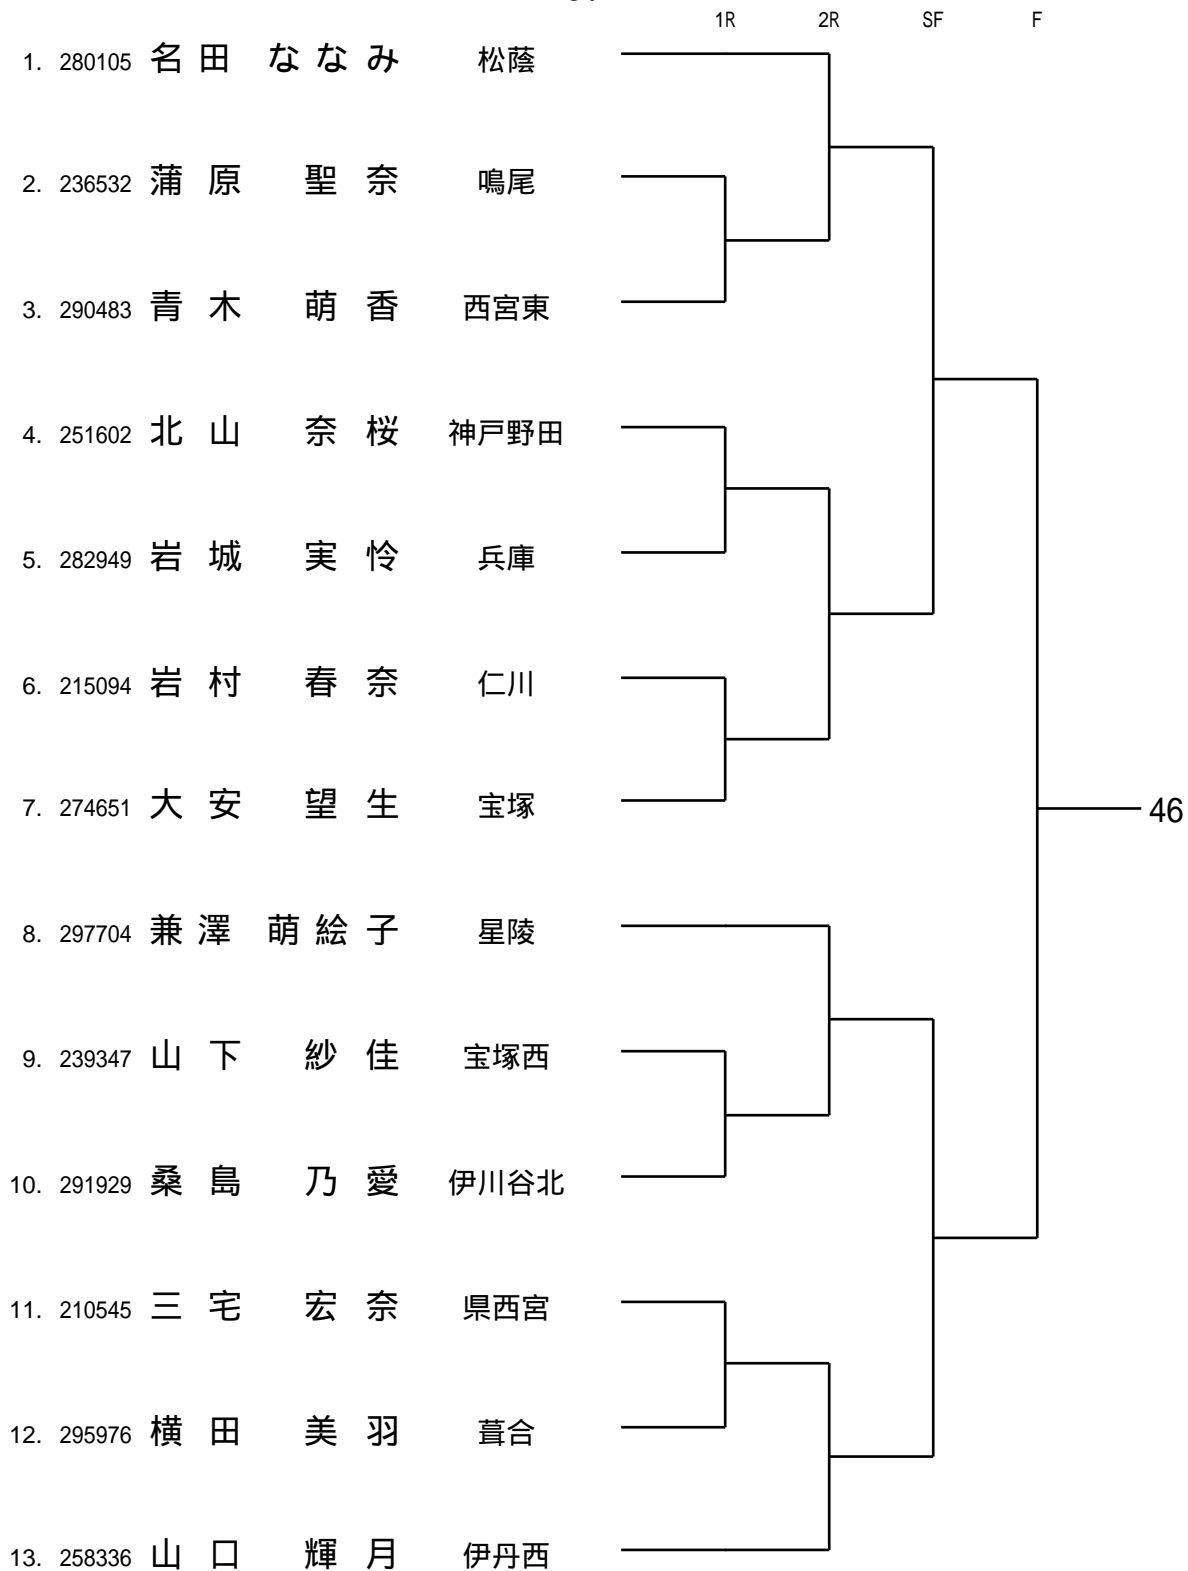 1R 2R SF F
1. 280105 名田 ななみ 松蔭
2. 236532 蒲原 聖奈 鳴尾
3. 290483 青木 萌香 西宮東
4. 251602 北山 奈桜 神戸野田
5. 282949 岩城 実怜 兵庫
6. 215094 岩村 春奈 仁川
7. 274651 大安 望生 宝塚
46
8. 297704 兼澤 萌絵子 星陵
9. 239347 山下 紗佳 宝塚西
10. 291929 桑島 乃愛 伊川谷北
11. 210545 三宅 宏奈 県西宮
12. 295976 横田 美羽 葺合
13. 258336 山口 輝月 伊丹西